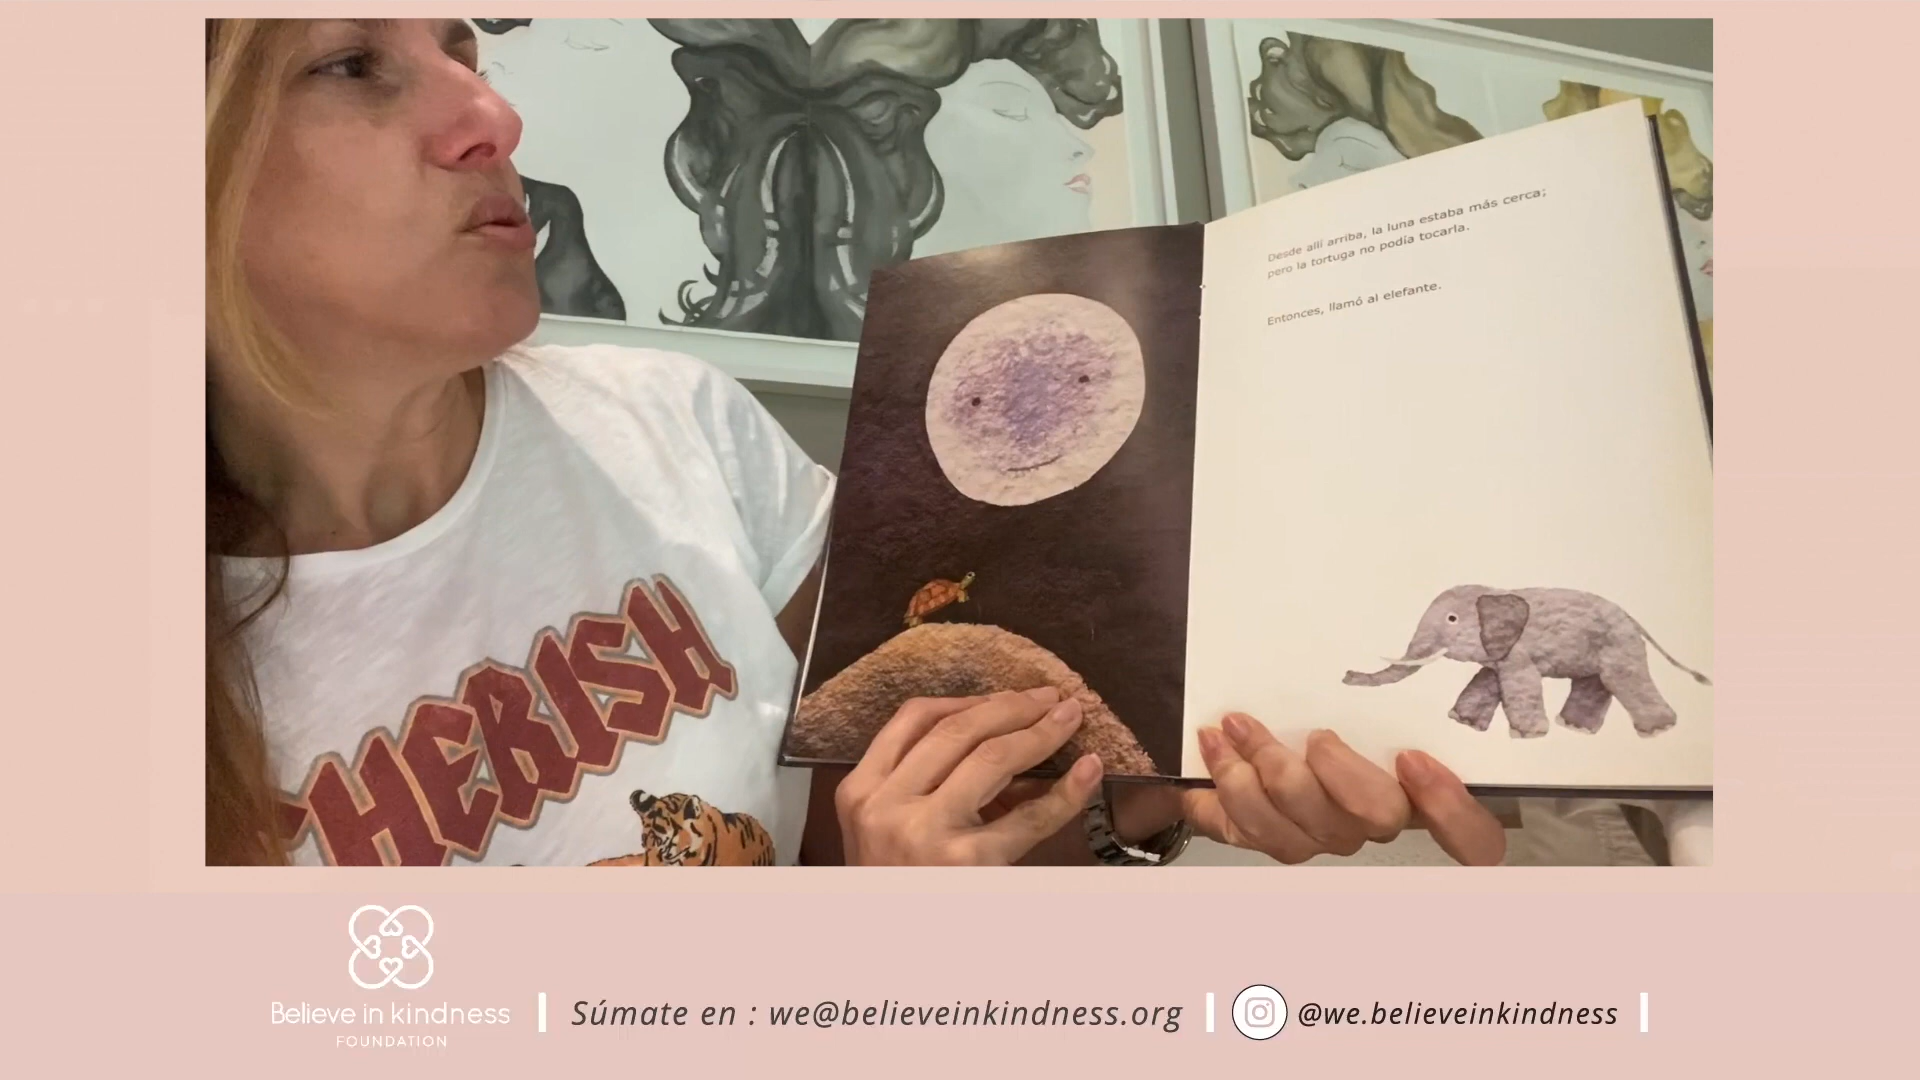 Desde allí arriba, la luna estaba más cerca;
pero la tortuga no podía tocarla.
Entonces, llamó al elefante.
HERISH
Believe in kindness
FOUNDATION
Súmate en : we@believeinkindness.org
@we.believeinkindness